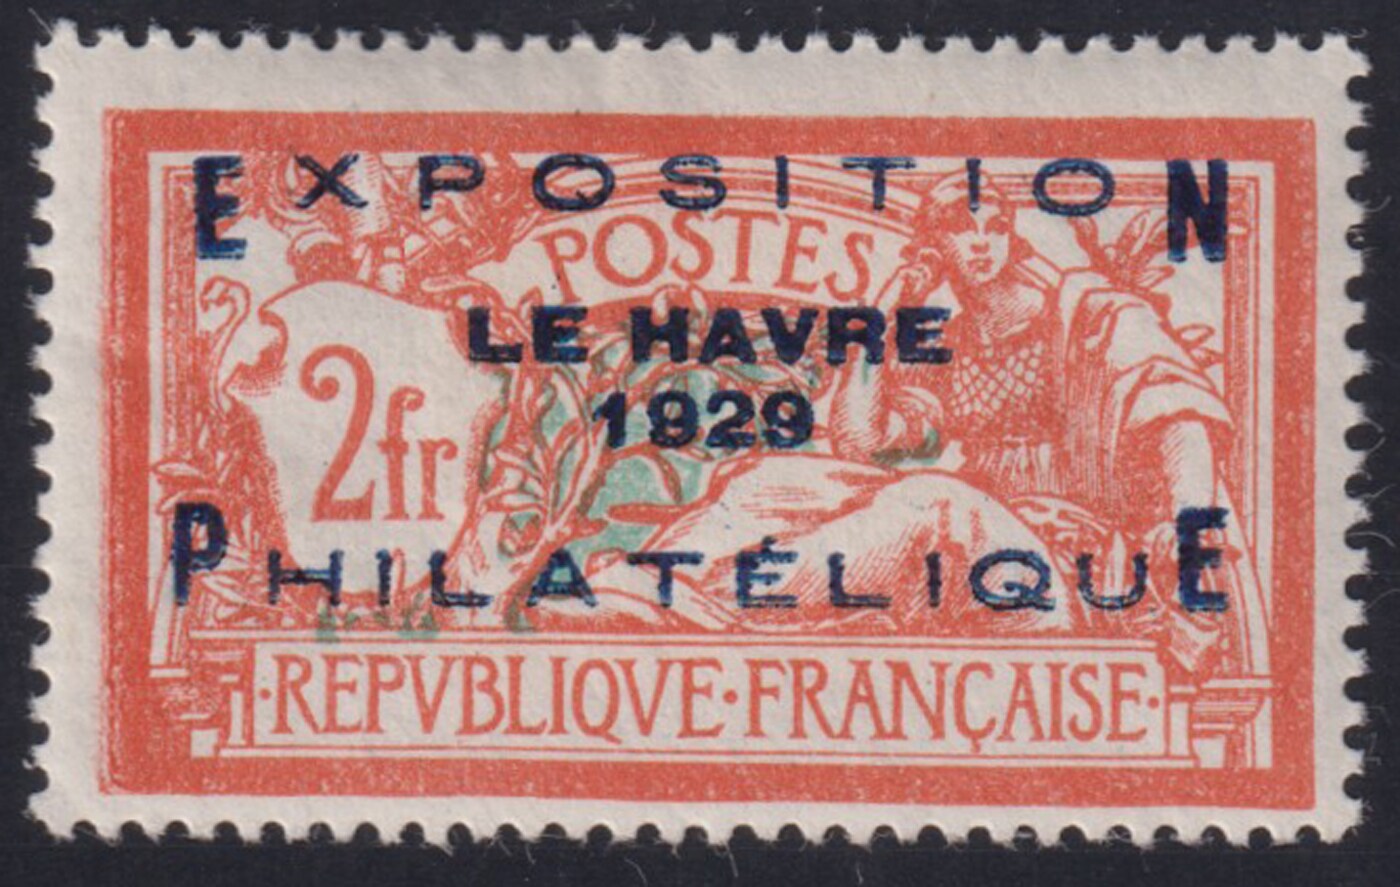 EXPOSITION
POSTES
LE HAVRE
2fr
1929
PHILATÉLIQUE
·REPVBLIQVE·FRANÇAISE·